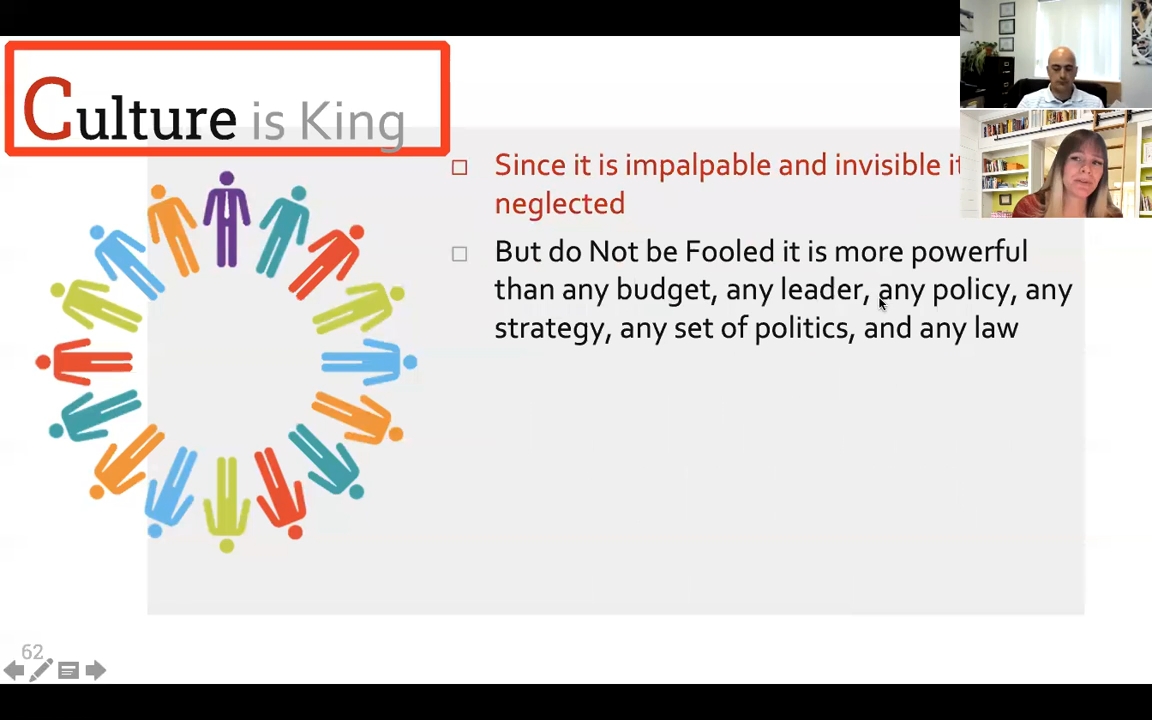 Culture is King
Since it is impalpable and invisible it
neglected
But do Not be Fooled it is more powerful
than any budget, any leader, any policy, any
strategy, any set of politics, and any law
62